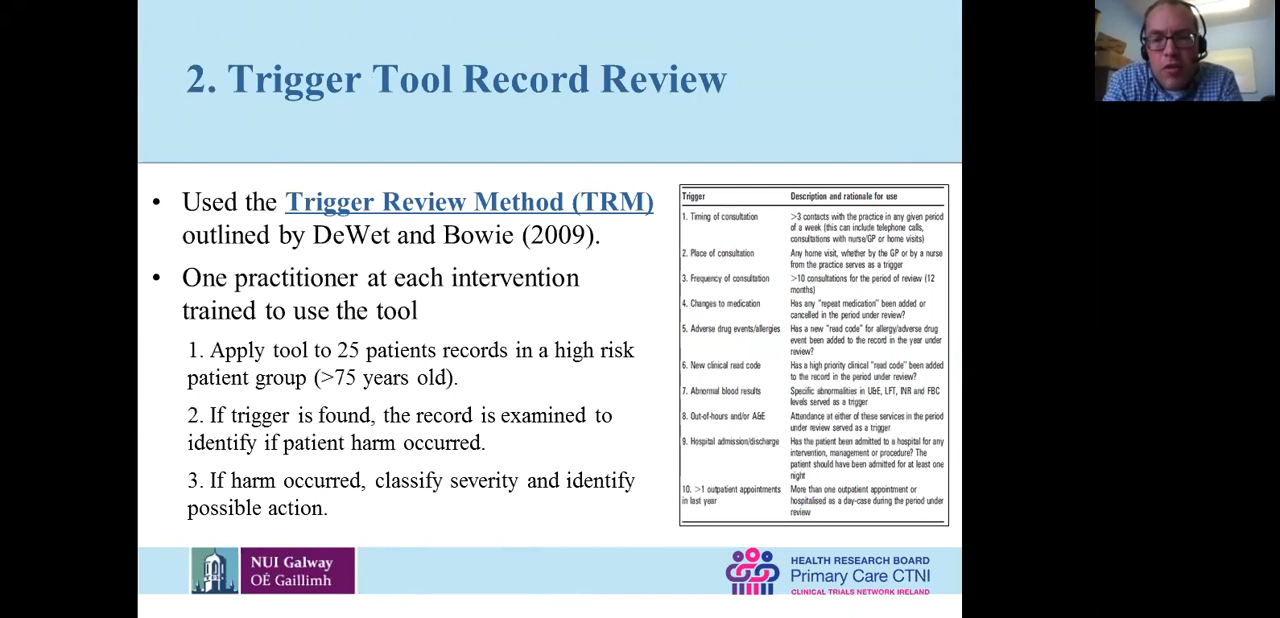 2. Trigger Tool Record Review
• Used the Trigger Review Method (TRM)
outlined by DeWet and Bowie (2009).
• One practitioner at each intervention
trained to use the tool
1. Apply tool to 25 patients records in a high risk
patient group (>75 years old).
2. If trigger is found, the record is examined to
identify if patient harm occurred.
3. If harm occurred, classify severity and identify
possible action.
Trigger Description and rationale for use
1. Timing of consultation >3 contacts with the practice in any given period
of a week (this can include telephone calls,
consultations with nurse/GP or home visits)
2. Place of consultation Any home visit, whether by the GP or by a nurse
from the practice serves as a trigger
3. Frequency of consultation >10 consultations for the period of review (12
months)
4. Changes to medication Has any "repeat medication" been added or
cancelled in the period under review?
5. Adverse drug events/allergies Has a new "read code" for allergy/adverse drug
event been added to the record in the year under
review?
6. New clinical read code Has a high priority clinical "read code" been added
to the record in the period under review?
7. Abnormal blood results Specific abnormalities in U&E, LFT, INR and FBC
levels served as a trigger
8. Out-of-hours and/or A&E Attendance at either of these services in the period
under review served as a trigger
9. Hospital admission/discharge Has the patient been admitted to a hospital for any
intervention, management or procedure? The
patient should have been admitted for at least one
night
10. >1 outpatient appointments More than one outpatient appointment or
in last year hospitalised as a day-case during the period under
review
NUI Galway
OÉ Gaillimh
HEALTH RESEARCH BOARD
Primary Care CTNI
CLINICAL TRIALS NETWORK IRELAND